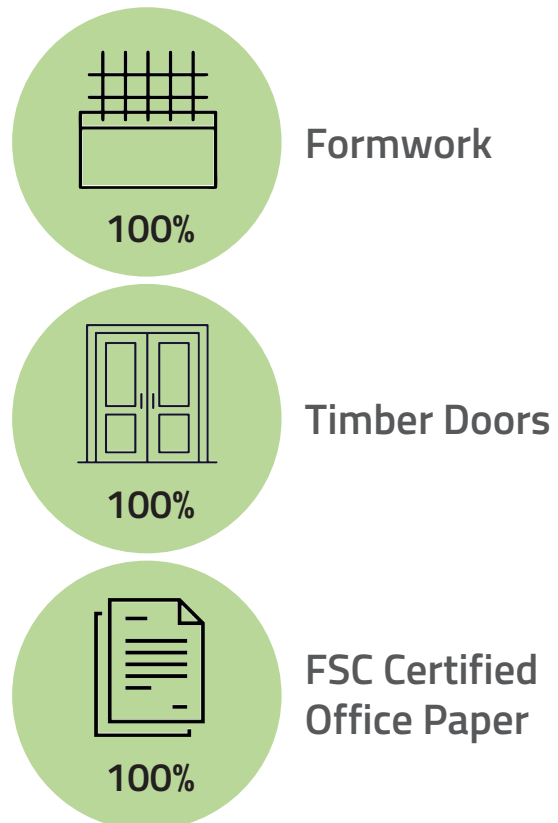 Formwork
100%
Timber Doors
100%
FSC Certified
Office Paper
100%